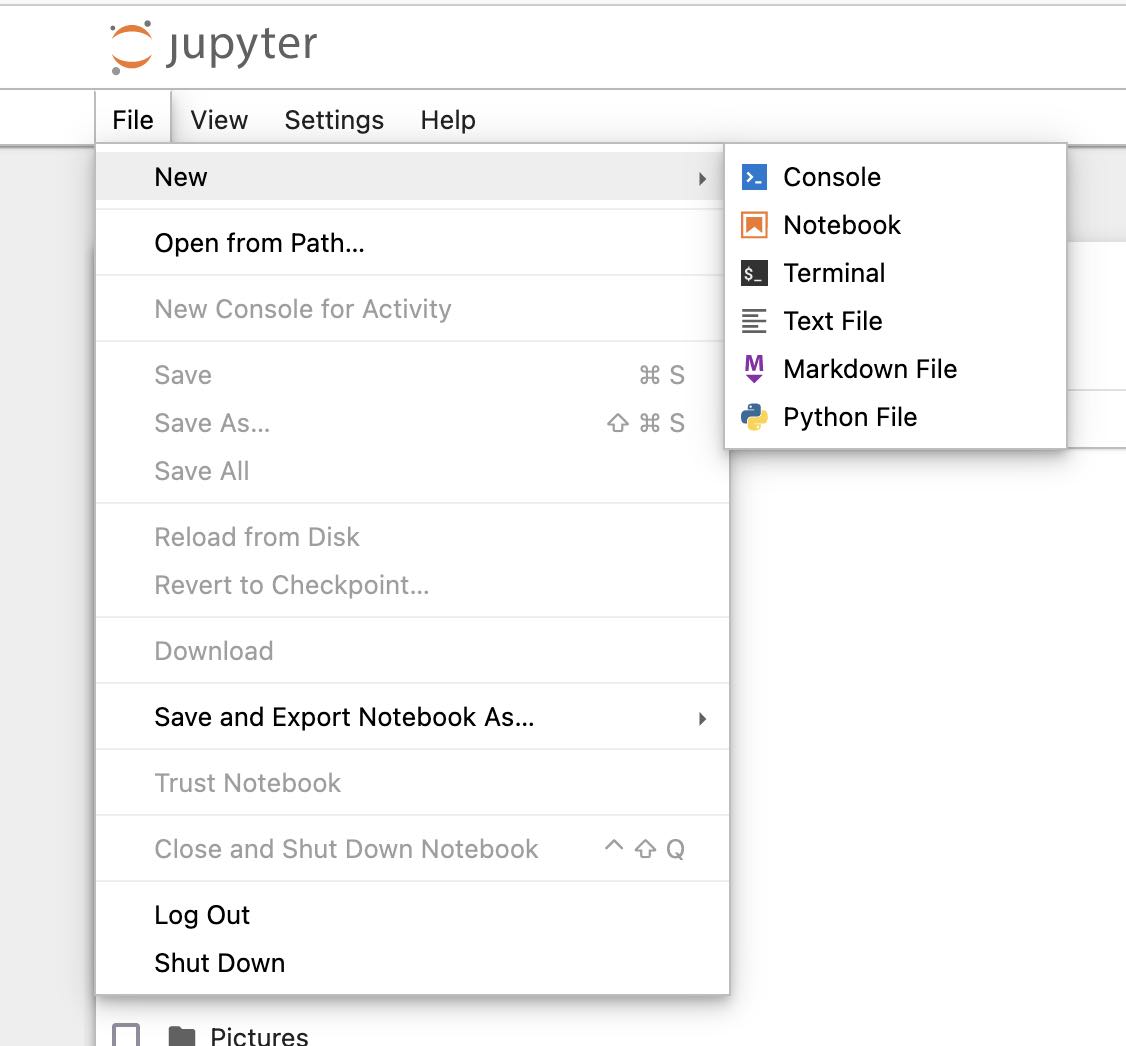 jupyter
File View Settings Help
New
Open from Path...
New Console for Activity
Save ⌘ S
Save As... ⇧ ⌘ S
Save All
Reload from Disk
Revert to Checkpoint...
Download
Save and Export Notebook As...
Trust Notebook
Close and Shut Down Notebook ^ ⇧ Q
Log Out
Shut Down
>_ Console
Notebook
$_ Terminal
Text File
M Markdown File
Python File
Pictures